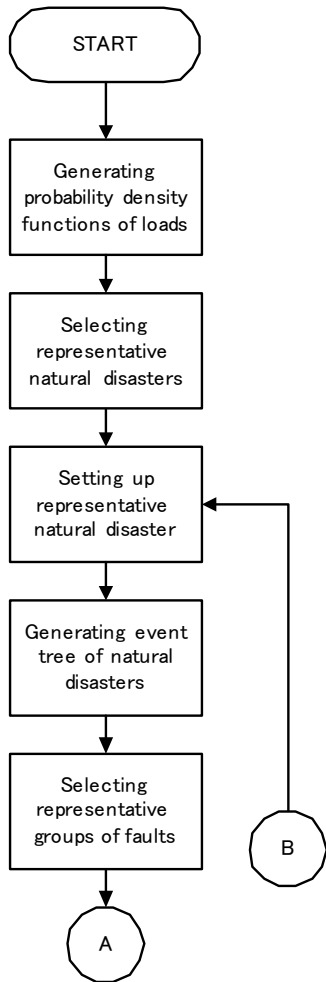 START
Generating
probability density
functions of loads
Selecting
representative
natural disasters
Setting up
representative
natural disaster
Generating event
tree of natural
disasters
Selecting
representative
groups of faults
B
A